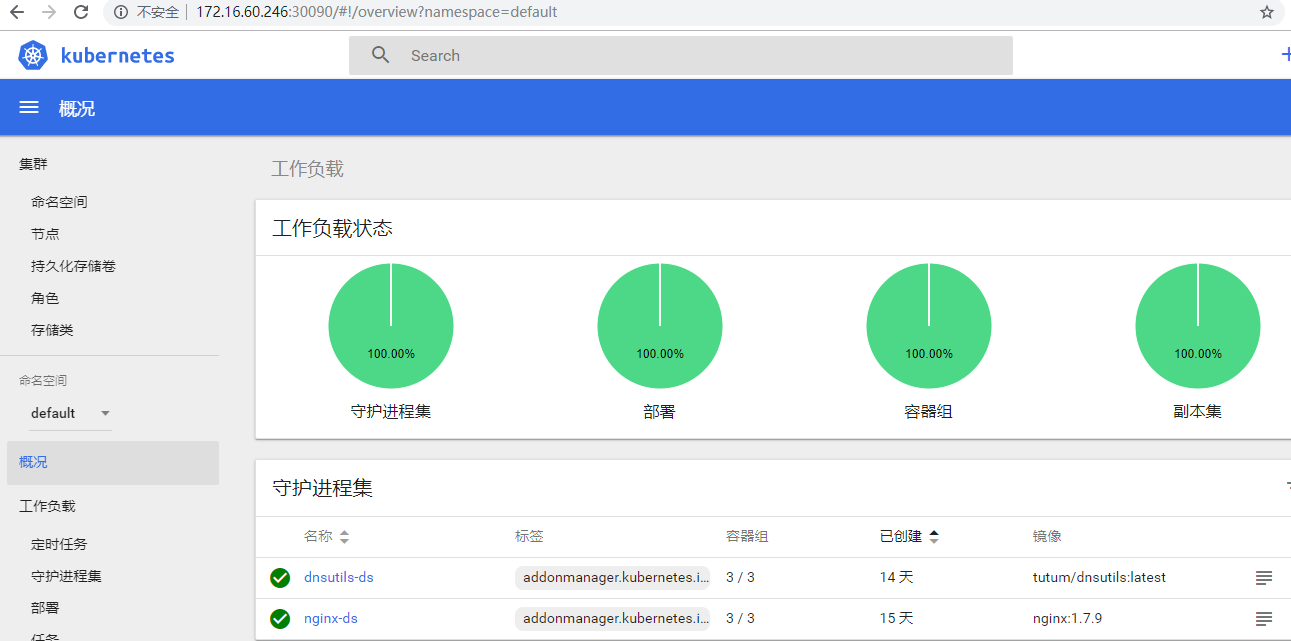 不安全 172.16.60.246:30090/#!/overview?namespace=default
kubernetes
Search
概况
集群
命名空间
节点
持久化存储卷
角色
存储类
命名空间
default
概况
工作负载
定时任务
守护进程集
部署
任务
工作负载
工作负载状态
100.00% 100.00% 100.00% 100.00%
守护进程集 部署 容器组 副本集
守护进程集
名称 标签 容器组 已创建 镜像
dnsutils-ds addonmanager.kubernetes.i... 3 / 3 14 天 tutum/dnsutils:latest
nginx-ds addonmanager.kubernetes.i... 3 / 3 15 天 nginx:1.7.9